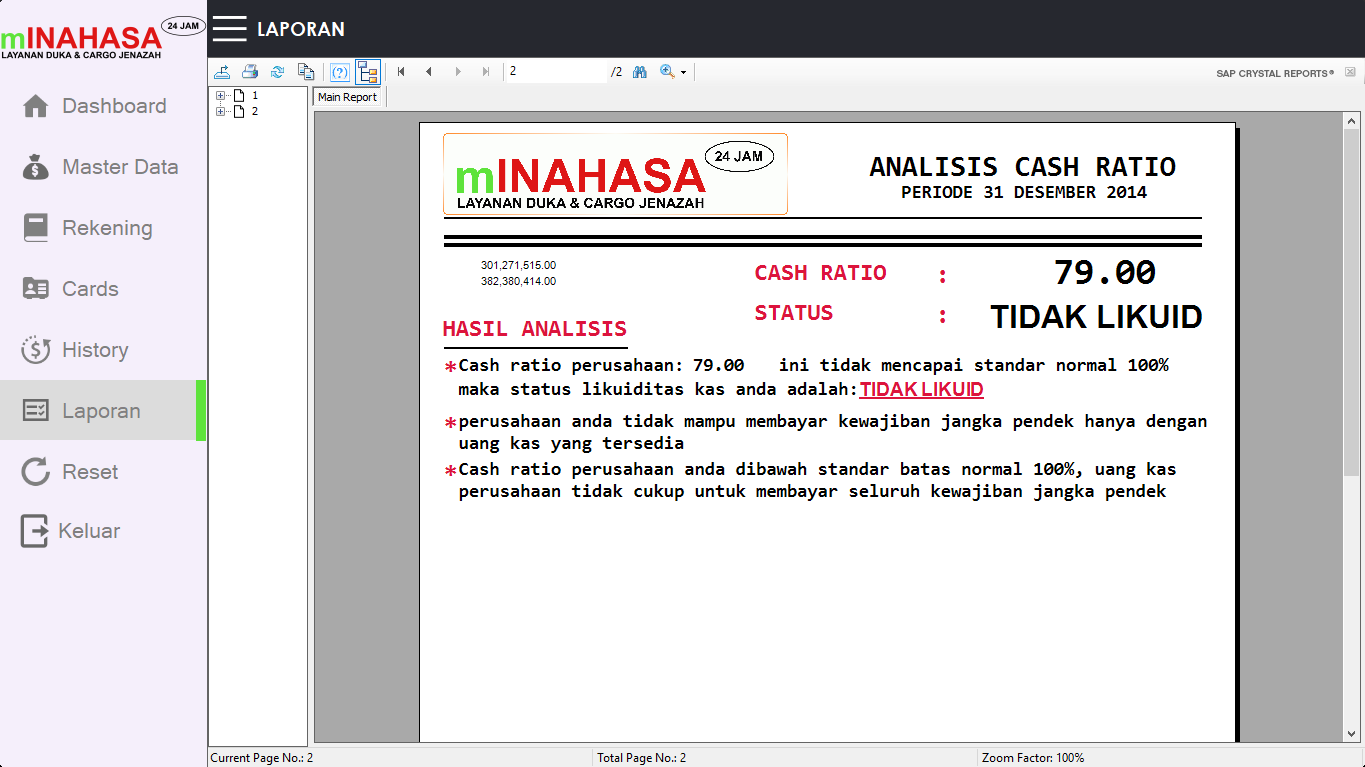 24 JAM
mINAHASA
LAYANAN DUKA & CARGO JENAZAH
LAPORAN
Dashboard
Master Data
Rekening
Cards
History
Laporan
Reset
Keluar
2 /2
SAP CRYSTAL REPORTS®
1
2
Main Report
24 JAM
mINAHASA
LAYANAN DUKA & CARGO JENAZAH
ANALISIS CASH RATIO
PERIODE 31 DESEMBER 2014
301,271,515.00
382,380,414.00
CASH RATIO : 79.00
STATUS : TIDAK LIKUID
HASIL ANALISIS
*Cash ratio perusahaan: 79.00 ini tidak mencapai standar normal 100%
maka status likuiditas kas anda adalah:TIDAK LIKUID
*perusahaan anda tidak mampu membayar kewajiban jangka pendek hanya dengan
uang kas yang tersedia
*Cash ratio perusahaan anda dibawah standar batas normal 100%, uang kas
perusahaan tidak cukup untuk membayar seluruh kewajiban jangka pendek
Current Page No.: 2
Total Page No.: 2
Zoom Factor: 100%